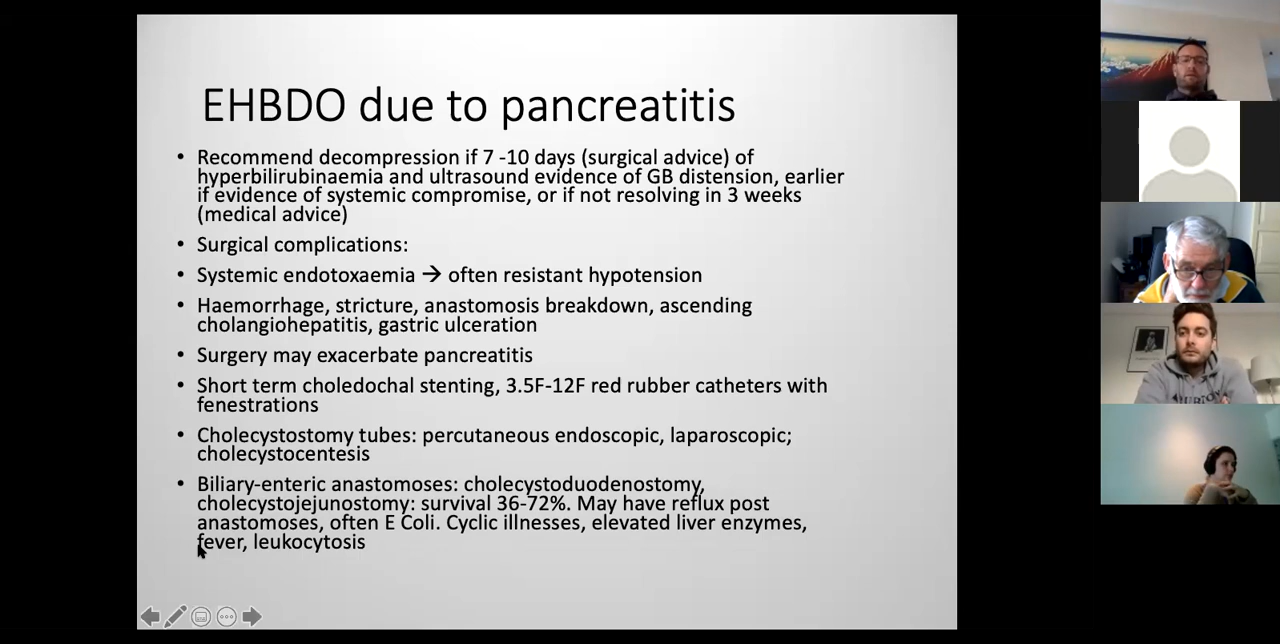 EHBDO due to pancreatitis
• Recommend decompression if 7 -10 days (surgical advice) of
hyperbilirubinaemia and ultrasound evidence of GB distension, earlier
if evidence of systemic compromise, or if not resolving in 3 weeks
(medical advice)
• Surgical complications:
• Systemic endotoxaemia → often resistant hypotension
• Haemorrhage, stricture, anastomosis breakdown, ascending
cholangiohepatitis, gastric ulceration
• Surgery may exacerbate pancreatitis
• Short term choledochal stenting, 3.5F-12F red rubber catheters with
fenestrations
• Cholecystostomy tubes: percutaneous endoscopic, laparoscopic;
cholecystocentesis
• Biliary-enteric anastomoses: cholecystoduodenostomy,
cholecystojejunostomy: survival 36-72%. May have reflux post
anastomoses, often E Coli. Cyclic illnesses, elevated liver enzymes,
fever, leukocytosis